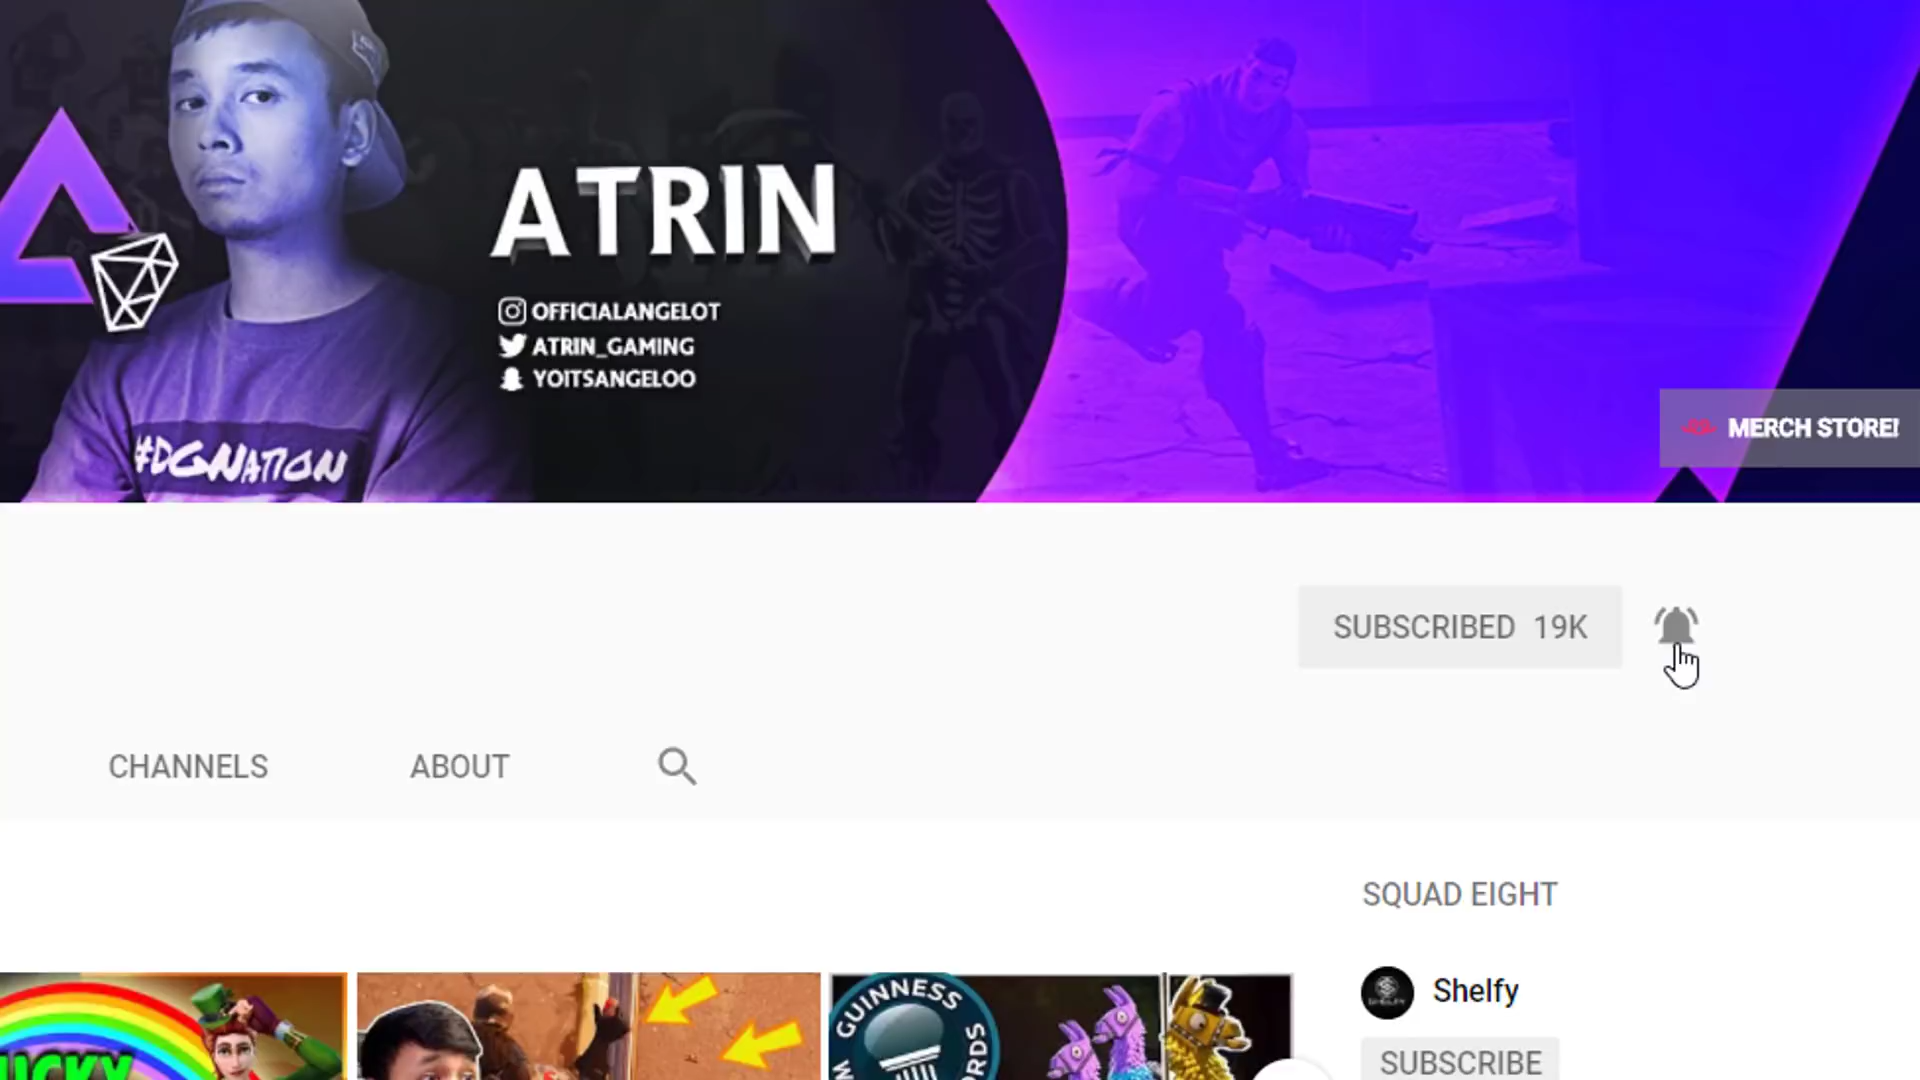 ATRIN
OFFICIALANGELOT
ATRIN_GAMING
YOITSANGELOO
#DGNATION
MERCH STORE!
SUBSCRIBED 19K
CHANNELS
ABOUT
SQUAD EIGHT
Shelfy
SUBSCRIBE
GUINNESS